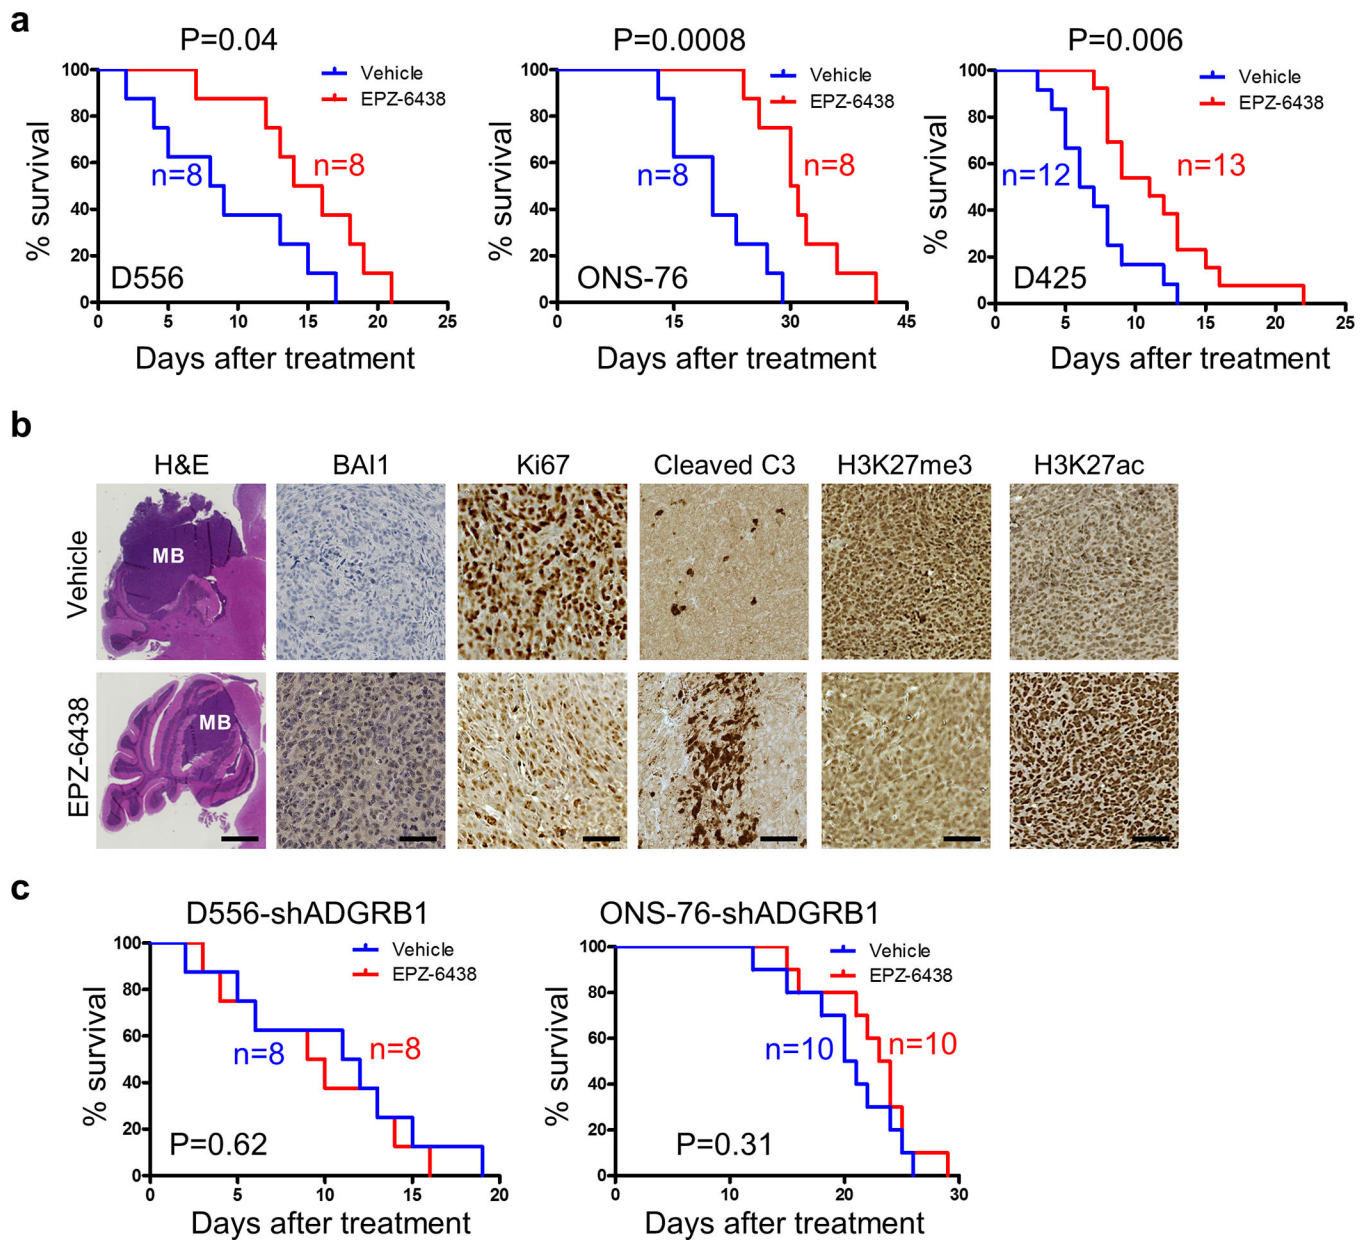 a
P=0.04
100
80
60
40
20
0
% survival
Vehicle
EPZ-6438
n=8
n=8
D556
0 5 10 15 20 25
Days after treatment
P=0.0008
100
80
60
40
20
0
% survival
Vehicle
EPZ-6438
n=8
n=8
ONS-76
0 15 30 45
Days after treatment
P=0.006
100
80
60
40
20
0
% survival
Vehicle
EPZ-6438
n=12
n=13
D425
0 5 10 15 20 25
Days after treatment
b
H&E BAI1 Ki67 Cleaved C3 H3K27me3 H3K27ac
Vehicle
MB
EPZ-6438
MB
c
D556-shADGRB1
100
80
60
40
20
0
% survival
Vehicle
EPZ-6438
n=8
n=8
P=0.62
0 5 10 15 20
Days after treatment
ONS-76-shADGRB1
100
80
60
40
20
0
% survival
Vehicle
EPZ-6438
n=10
n=10
P=0.31
0 10 20 30
Days after treatment